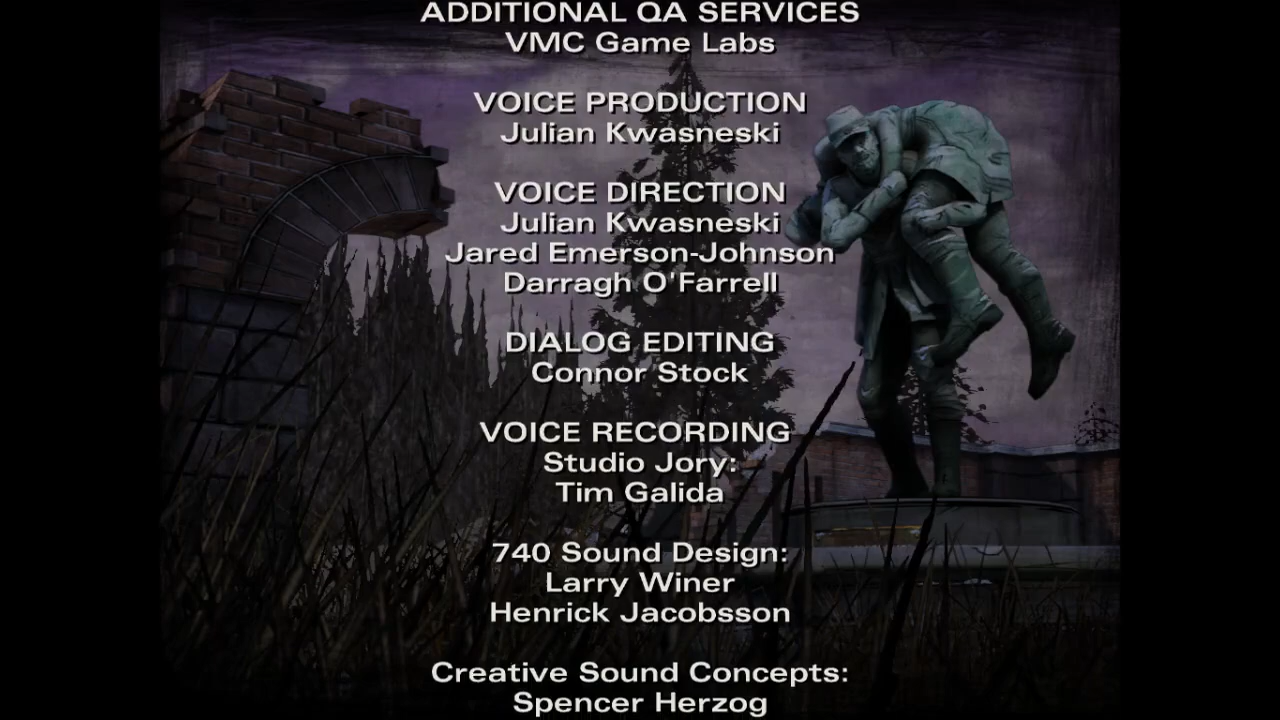 ADDITIONAL QA SERVICES
VMC Game Labs
VOICE PRODUCTION
Julian Kwasneski
VOICE DIRECTION
Julian Kwasneski
Jared Emerson-Johnson
Darragh O'Farrell
DIALOG EDITING
Connor Stock
VOICE RECORDING
Studio Jory:
Tim Galida
740 Sound Design:
Larry Winer
Henrick Jacobsson
Creative Sound Concepts:
Spencer Herzog